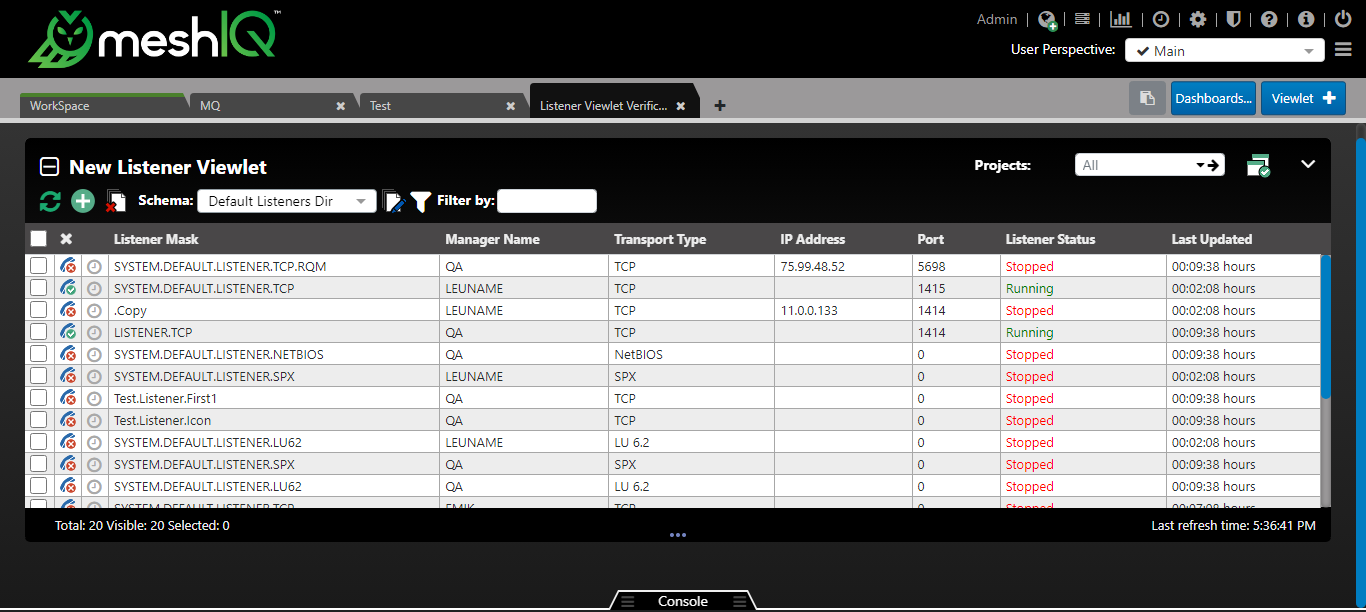 meshIQ™
Admin
User Perspective: Main
WorkSpace MQ Test Listener Viewlet Verific...
Dashboards... Viewlet
New Listener Viewlet Projects: All
Schema: Default Listeners Dir Filter by:
Listener Mask Manager Name Transport Type IP Address Port Listener Status Last Updated
SYSTEM.DEFAULT.LISTENER.TCP.RQM QA TCP 75.99.48.52 5698 Stopped 00:09:38 hours
SYSTEM.DEFAULT.LISTENER.TCP LEUNAME TCP 1415 Running 00:02:08 hours
.Copy LEUNAME TCP 11.0.0.133 1414 Stopped 00:02:08 hours
LISTENER.TCP QA TCP 1414 Running 00:09:38 hours
SYSTEM.DEFAULT.LISTENER.NETBIOS QA NetBIOS 0 Stopped 00:09:38 hours
SYSTEM.DEFAULT.LISTENER.SPX LEUNAME SPX 0 Stopped 00:02:08 hours
Test.Listener.First1 QA TCP 0 Stopped 00:09:38 hours
Test.Listener.Icon QA TCP 0 Stopped 00:09:38 hours
SYSTEM.DEFAULT.LISTENER.LU62 LEUNAME LU 6.2 0 Stopped 00:02:08 hours
SYSTEM.DEFAULT.LISTENER.SPX QA SPX 0 Stopped 00:09:38 hours
SYSTEM.DEFAULT.LISTENER.LU62 QA LU 6.2 0 Stopped 00:09:38 hours
SYSTEM.DEFAULT.LISTENER.TCP TCP 0 Stopped
Total: 20 Visible: 20 Selected: 0 Last refresh time: 5:36:41 PM
Console